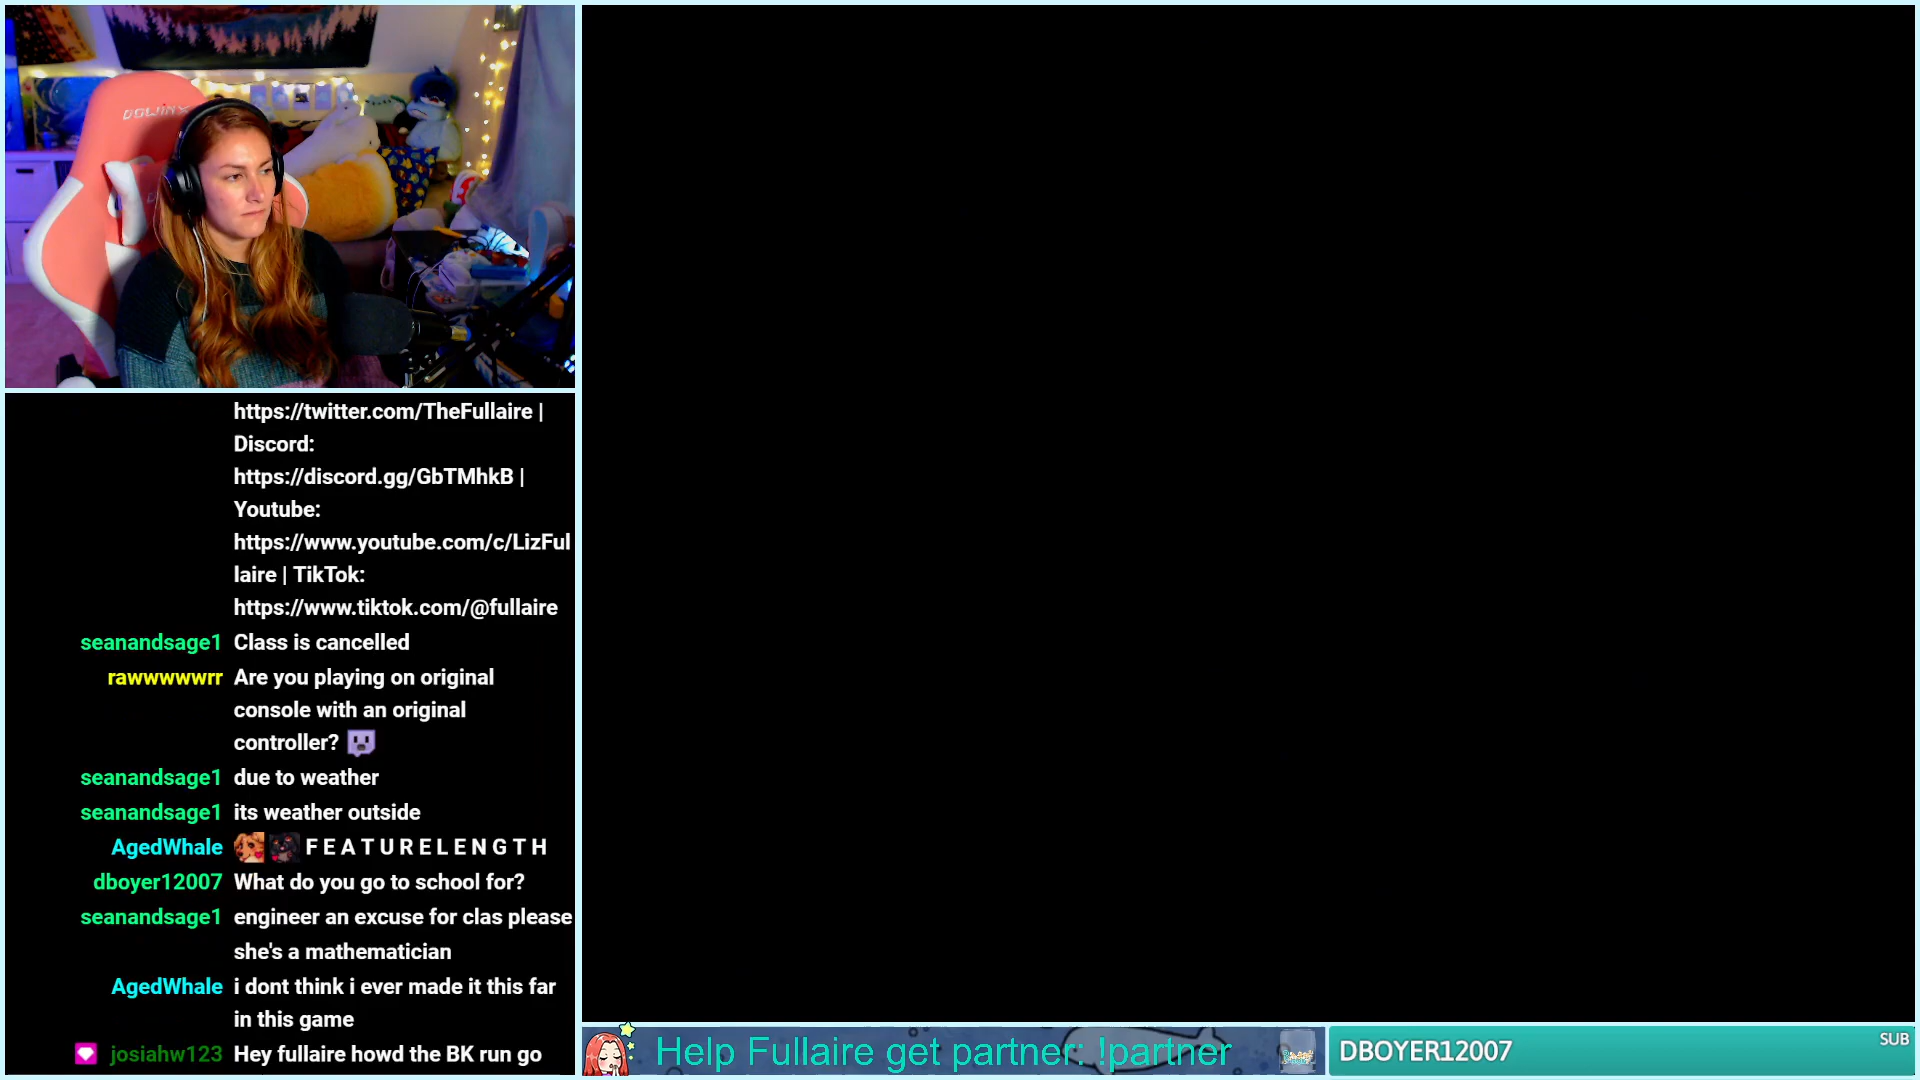 https://twitter.com/TheFullaire |
Discord:
https://discord.gg/GbTMhkB |
Youtube:
https://www.youtube.com/c/LizFul
laire | TikTok:
https://www.tiktok.com/@fullaire
seanandsage1 Class is cancelled
rawwwwwrr Are you playing on original
console with an original
controller?
seanandsage1 due to weather
seanandsage1 its weather outside
AgedWhale F E A T U R E L E N G T H
dboyer12007 What do you go to school for?
seanandsage1 engineer an excuse for clas please
she's a mathematician
AgedWhale i dont think i ever made it this far
in this game
josiahw123 Hey fullaire howd the BK run go
Help Fullaire get partner: !partner
DBOYER12007
SUB